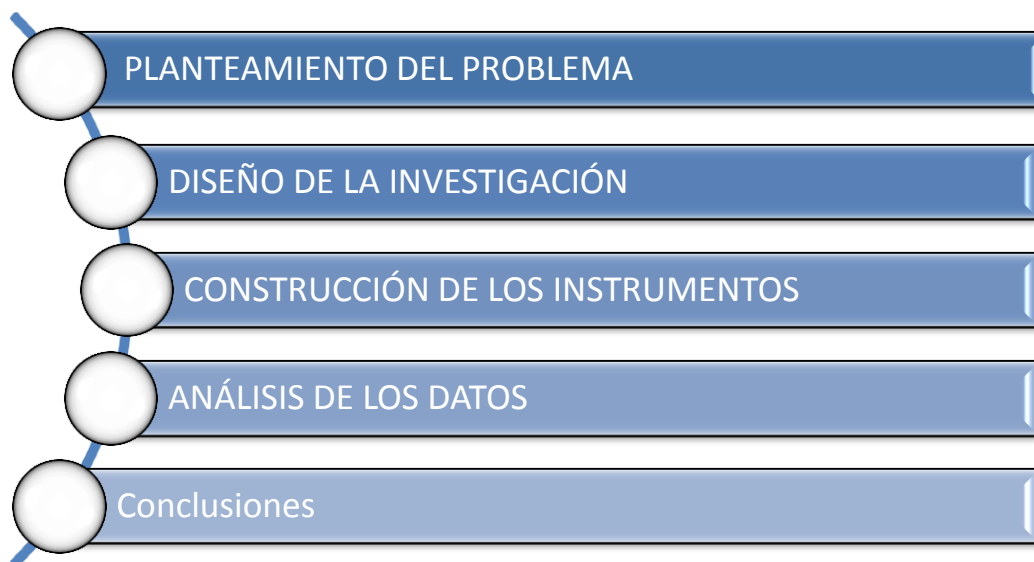 PLANTEAMIENTO DEL PROBLEMA
DISEÑO DE LA INVESTIGACIÓN
CONSTRUCCIÓN DE LOS INSTRUMENTOS
ANÁLISIS DE LOS DATOS
Conclusiones